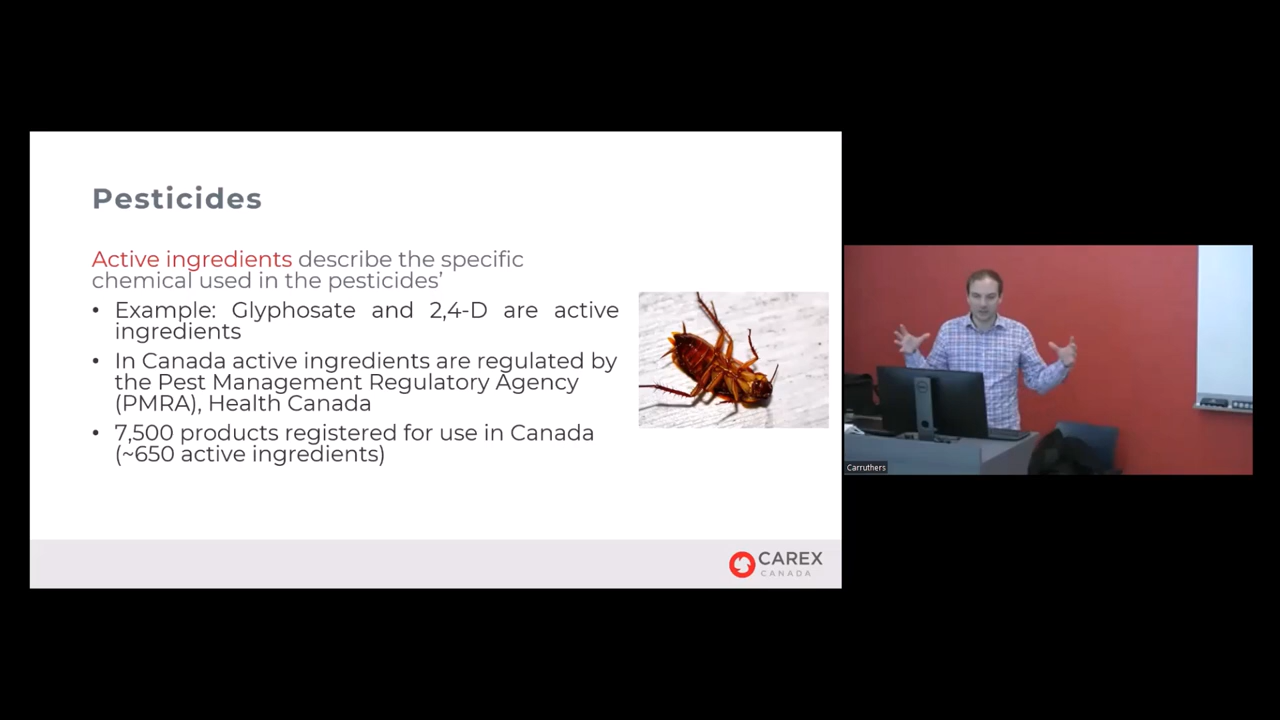 Pesticides
Active ingredients describe the specific
chemical used in the pesticides’
• Example: Glyphosate and 2,4-D are active
ingredients
• In Canada active ingredients are regulated by
the Pest Management Regulatory Agency
(PMRA), Health Canada
• 7,500 products registered for use in Canada
(~650 active ingredients)
CAREX
CANADA
Carruthers